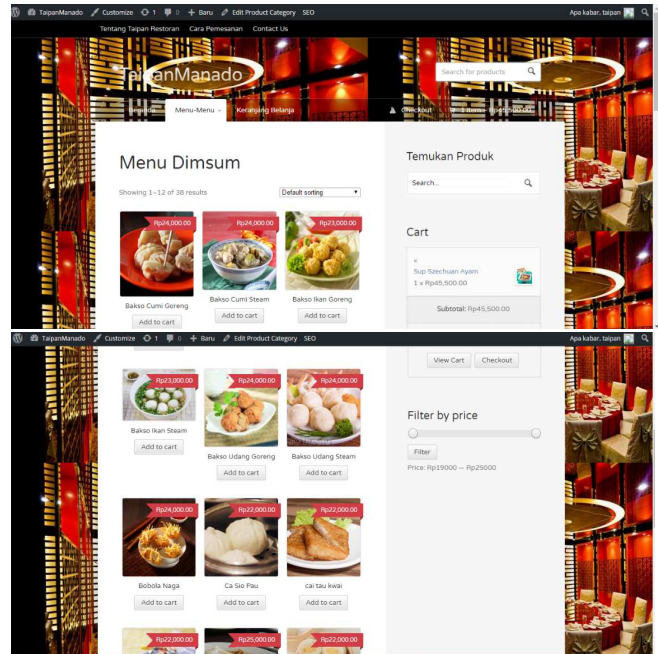 TaipanManado Customize 1 0 + Baru Edit Product Category SEO Apa kabar, taipan
Tentang Taipan Restoran Cara Pemesanan Contact Us
TaipanManado
Search for products
Beranda Menu-Menu Keranjang Belanja Checkout 1 item - Rp45,500.00
Menu Dimsum
Showing 1–12 of 38 results
Default sorting
Rp24,000.00 Rp24,000.00 Rp23,000.00
Bakso Cumi Goreng Bakso Cumi Steam Bakso Ikan Goreng
Add to cart Add to cart Add to cart
Temukan Produk
Search...
Cart
×
Sup Szechuan Ayam
1 x Rp45,500.00
Subtotal: Rp45,500.00
TaipanManado Customize 1 0 + Baru Edit Product Category SEO Apa kabar, taipan
Rp23,000.00 Rp24,000.00 Rp24,000.00
Bakso Ikan Steam
Add to cart
Bakso Udang Goreng Bakso Udang Steam
Add to cart Add to cart
Rp24,000.00 Rp22,000.00 Rp22,000.00
Bobola Naga Ca Sio Pau cai tau kwai
Add to cart Add to cart Add to cart
Rp22,000.00 Rp25,000.00 Rp22,000.00
View Cart Checkout
Filter by price
Filter
Price: Rp19000 — Rp25000